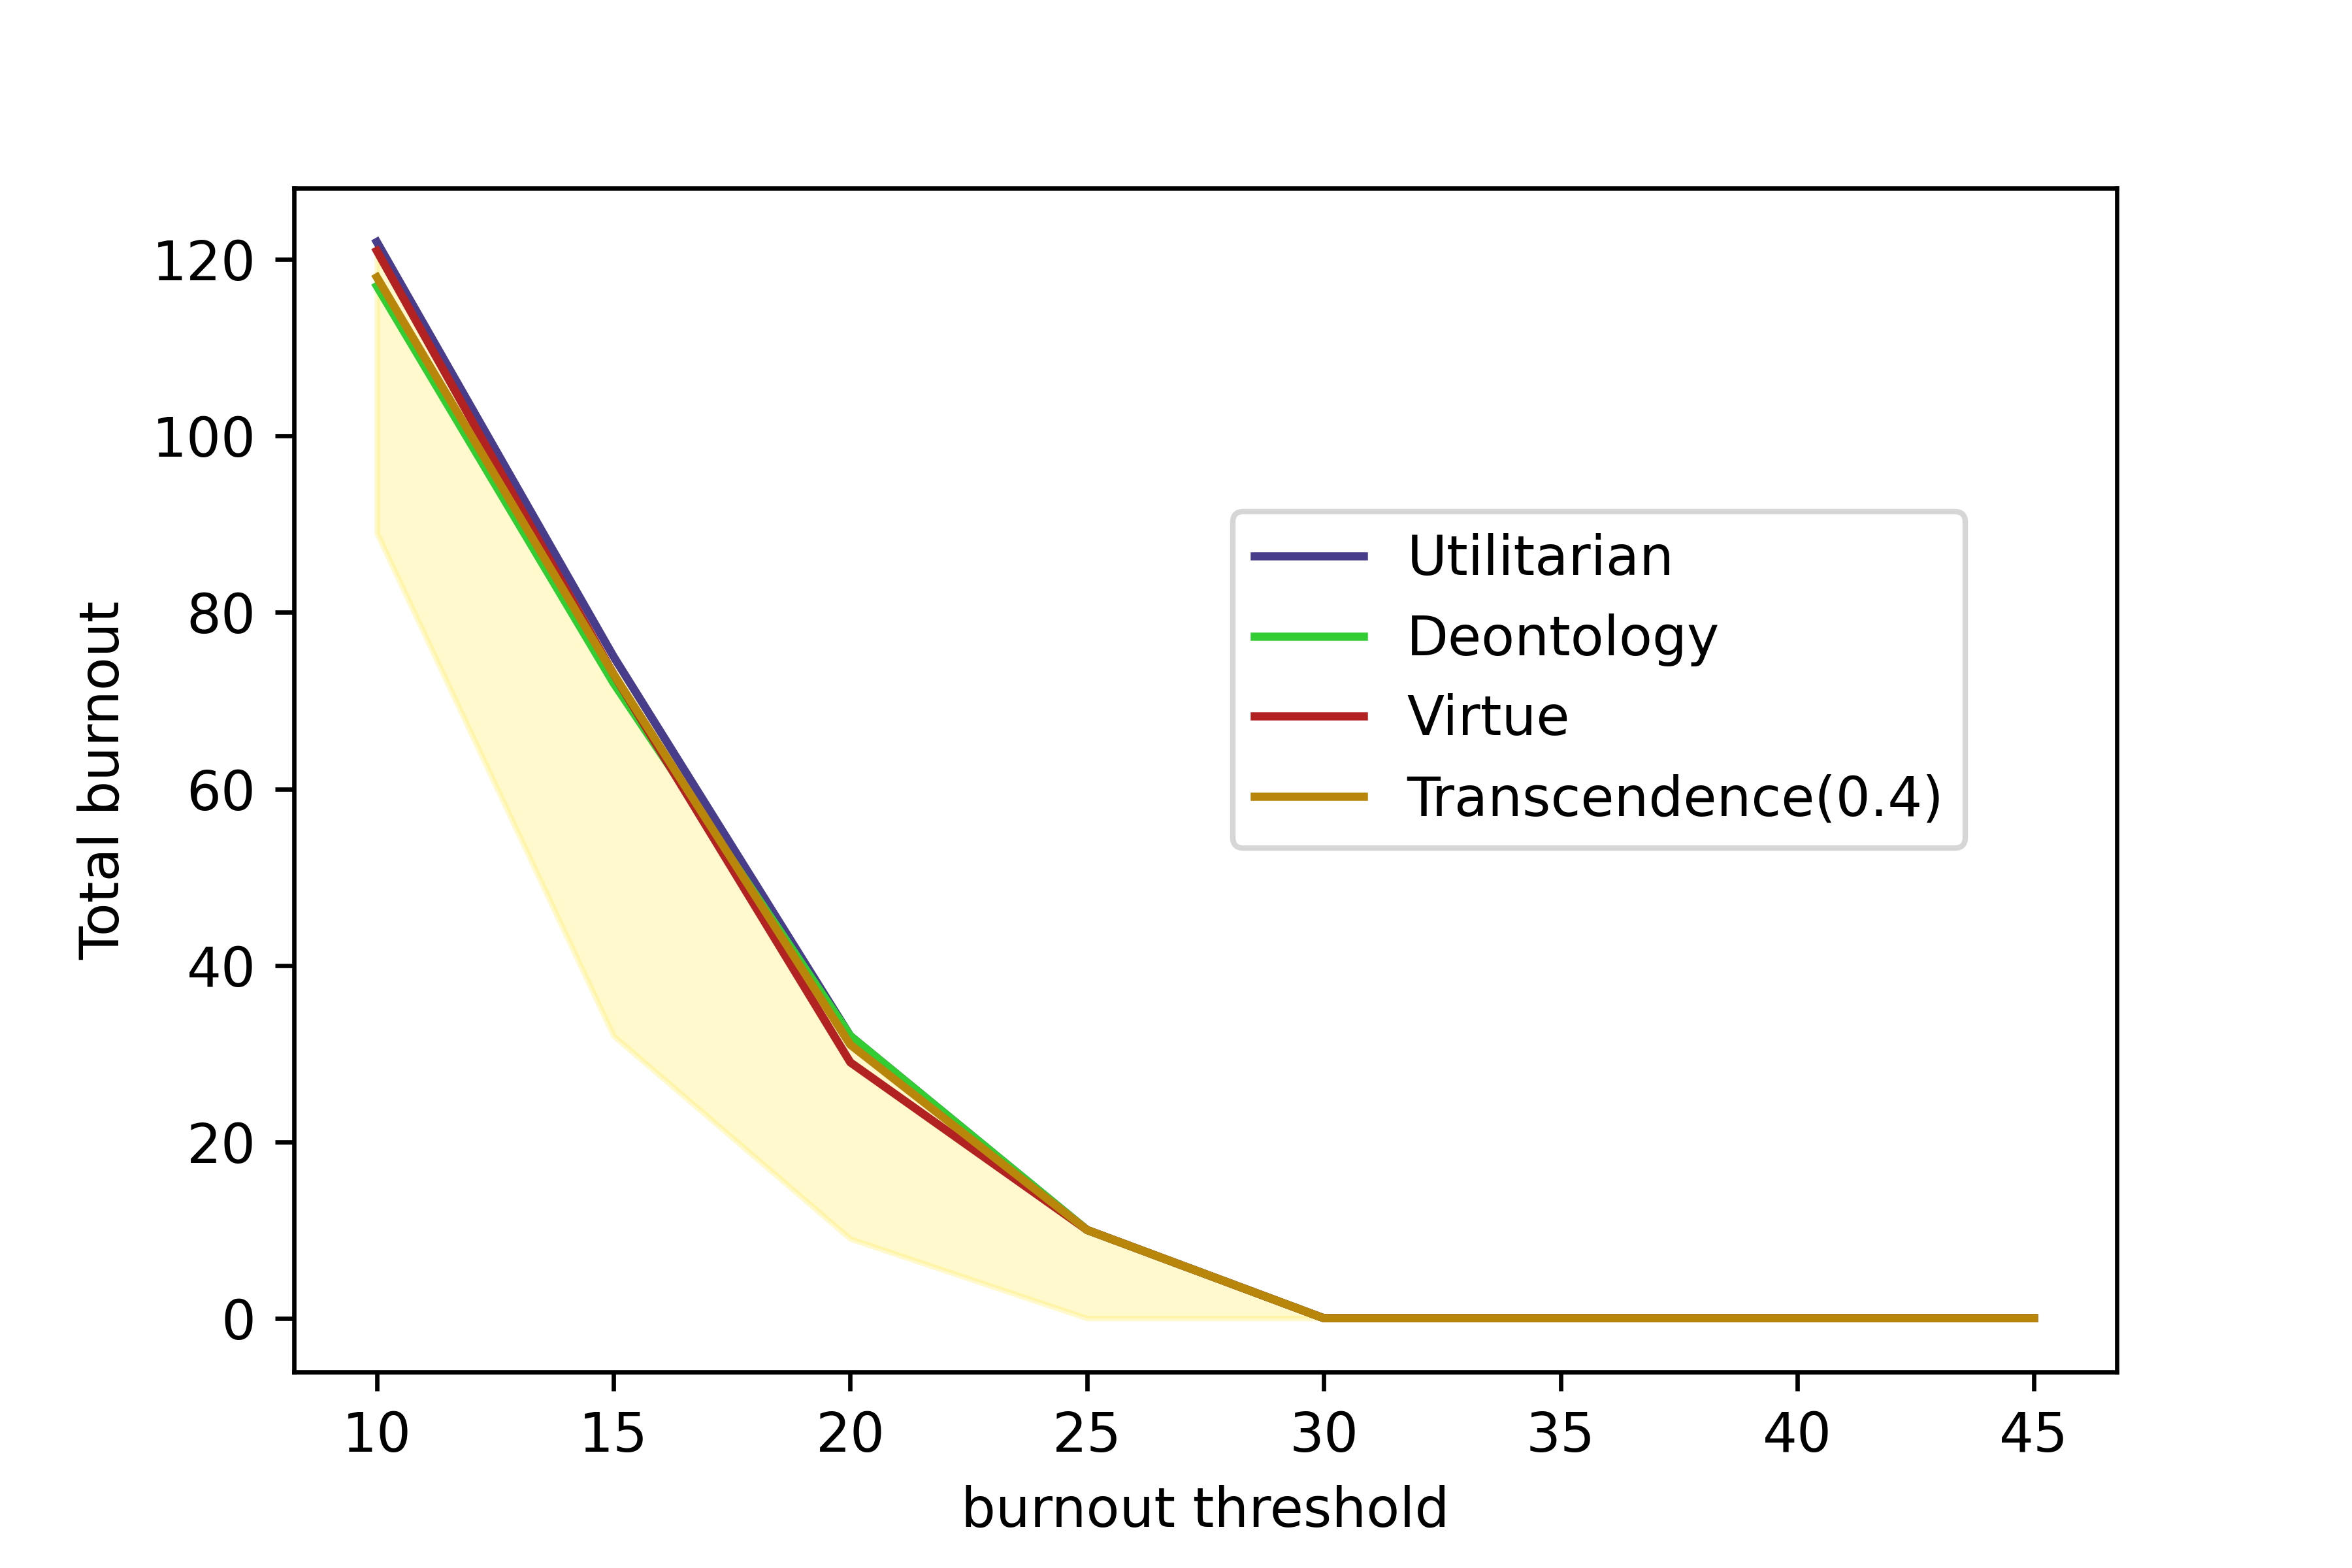 120
100
80
60
40
20
0
Total burnout
Utilitarian
Deontology
Virtue
Transcendence(0.4)
10 15 20 25 30 35 40 45
burnout threshold